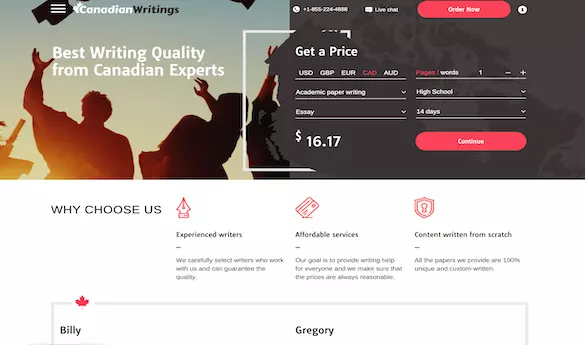 CanadianWritings
+1-855-224-4886
Live chat
Order Now
Best Writing Quality
from Canadian Experts
Get a Price
USD GBP EUR CAD AUD
Pages / words 1 − +
Academic paper writing
High School
Essay
14 days
$ 16.17
Continue
WHY CHOOSE US
Experienced writers
We carefully select writers who work
with us and can guarantee the
quality.
Affordable services
Our goal is to provide writing help
for everyone and we make sure that
the prices are always reasonable.
Content written from scratch
All the papers we provide are 100%
unique and custom-written.
Billy
Gregory